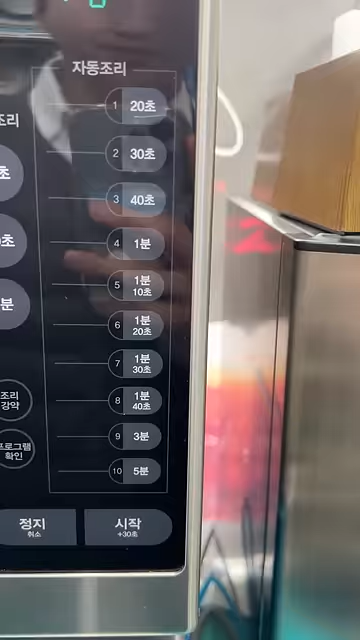 자동조리
1 20초
2 30초
3 40초
4 1분
5 1분
10초
6 1분
20초
7 1분
30초
8 1분
40초
9 3분
10 5분
조리
초
초
분
조리
강약
프로그램
확인
정지
취소
시작
+30초